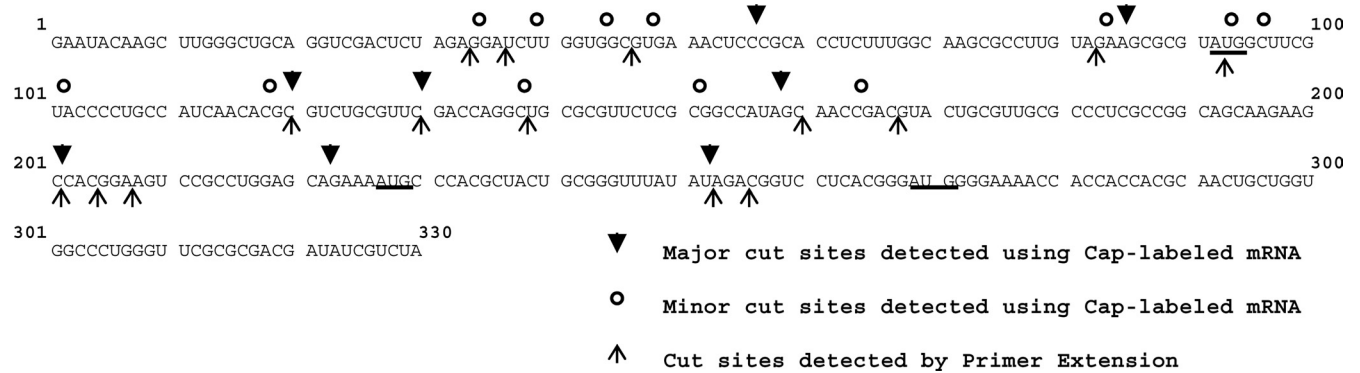 1 100
GAAUACAAGC UUGGGCUGCA GGUCGACUCU AGAGGAUCUU GGUGGCGUGA AACUCCCGCA CCUCUUUGGC AAGCGCCUUG UAGAAGCGCG UAUGGCUUCG
101 200
UACCCCUGCC AUCAACACGC GUCUGCGUUC GACCAGGCUG CGCGUUCUCG CGGCCAUAGC AACCGACGUA CUGCGUUGCG CCCUCGCCGG CAGCAAGAAG
201 300
CCACGGAAGU CCGCCUGGAG CAGAAAAUGC CCACGCUACU GCGGGUUUAU AUAGACGGUC CUCACGGGAU GGGGAAAACC ACCACCACGC AACUGCUGGU
301 330
GGCCCUGGGU UCGCGCGACG AUAUCGUCUA
Major cut sites detected using Cap-labeled mRNA
Minor cut sites detected using Cap-labeled mRNA
Cut sites detected by Primer Extension